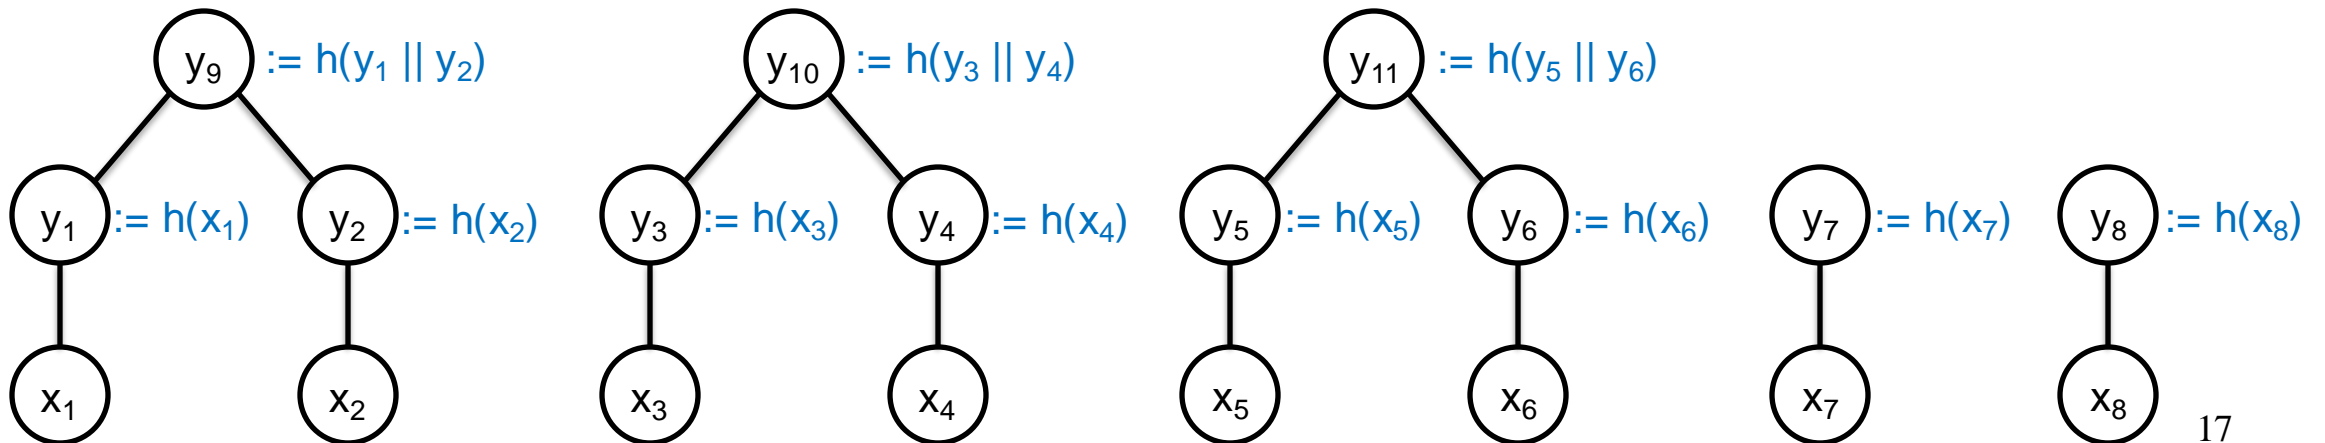 y₉ := h(y₁ || y₂) y₁₀ := h(y₃ || y₄) y₁₁ := h(y₅ || y₆)
y₁ := h(x₁) y₂ := h(x₂) y₃ := h(x₃) y₄ := h(x₄) y₅ := h(x₅) y₆ := h(x₆) y₇ := h(x₇) y₈ := h(x₈)
x₁ x₂ x₃ x₄ x₅ x₆ x₇ x₈
17